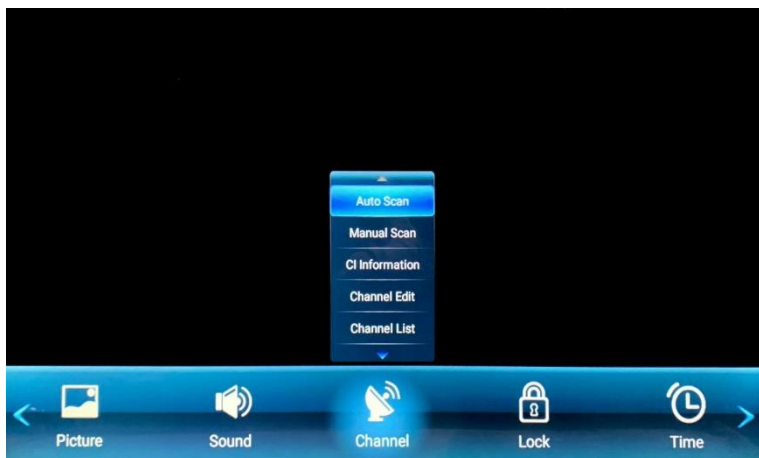 Auto Scan
Manual Scan
CI Information
Channel Edit
Channel List
Picture
Sound
Channel
Lock
Time